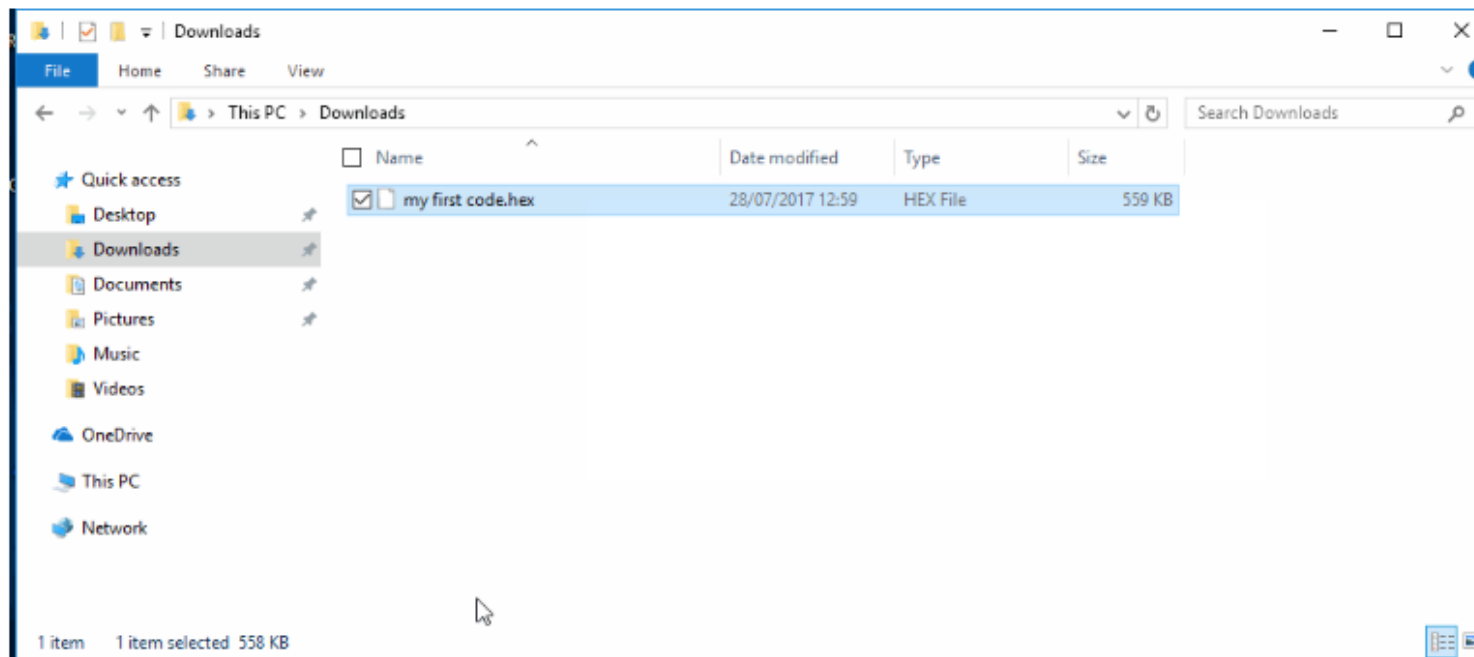 Downloads
File Home Share View
This PC > Downloads Search Downloads
Name Date modified Type Size
Quick access
my first code.hex 28/07/2017 12:59 HEX File 559 KB
Desktop
Downloads
Documents
Pictures
Music
Videos
OneDrive
This PC
Network
1 item 1 item selected 558 KB